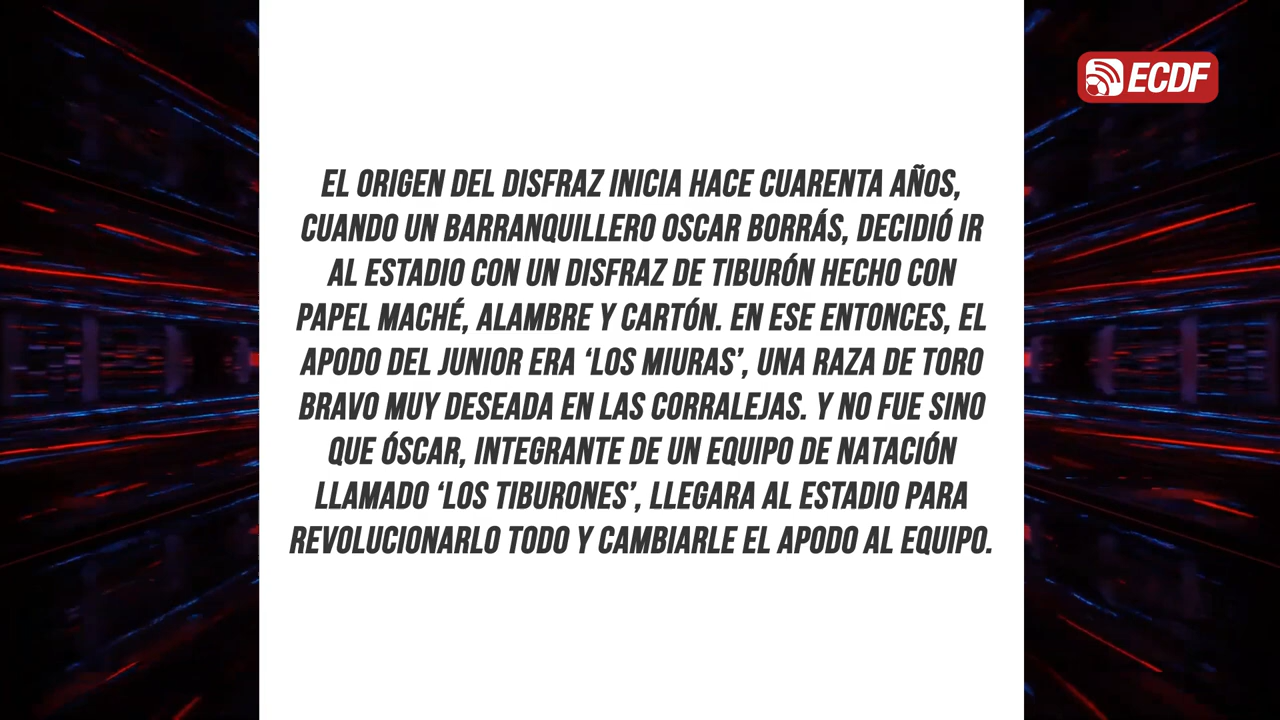 ECDF
EL ORIGEN DEL DISFRAZ INICIA HACE CUARENTA AÑOS,
CUANDO UN BARRANQUILLERO OSCAR BORRÁS, DECIDIÓ IR
AL ESTADIO CON UN DISFRAZ DE TIBURÓN HECHO CON
PAPEL MACHÉ, ALAMBRE Y CARTÓN. EN ESE ENTONCES, EL
APODO DEL JUNIOR ERA ‘LOS MIURAS’, UNA RAZA DE TORO
BRAVO MUY DESEADA EN LAS CORRALEJAS. Y NO FUE SINO
QUE ÓSCAR, INTEGRANTE DE UN EQUIPO DE NATACIÓN
LLAMADO ‘LOS TIBURONES’, LLEGARA AL ESTADIO PARA
REVOLUCIONARLO TODO Y CAMBIARLE EL APODO AL EQUIPO.